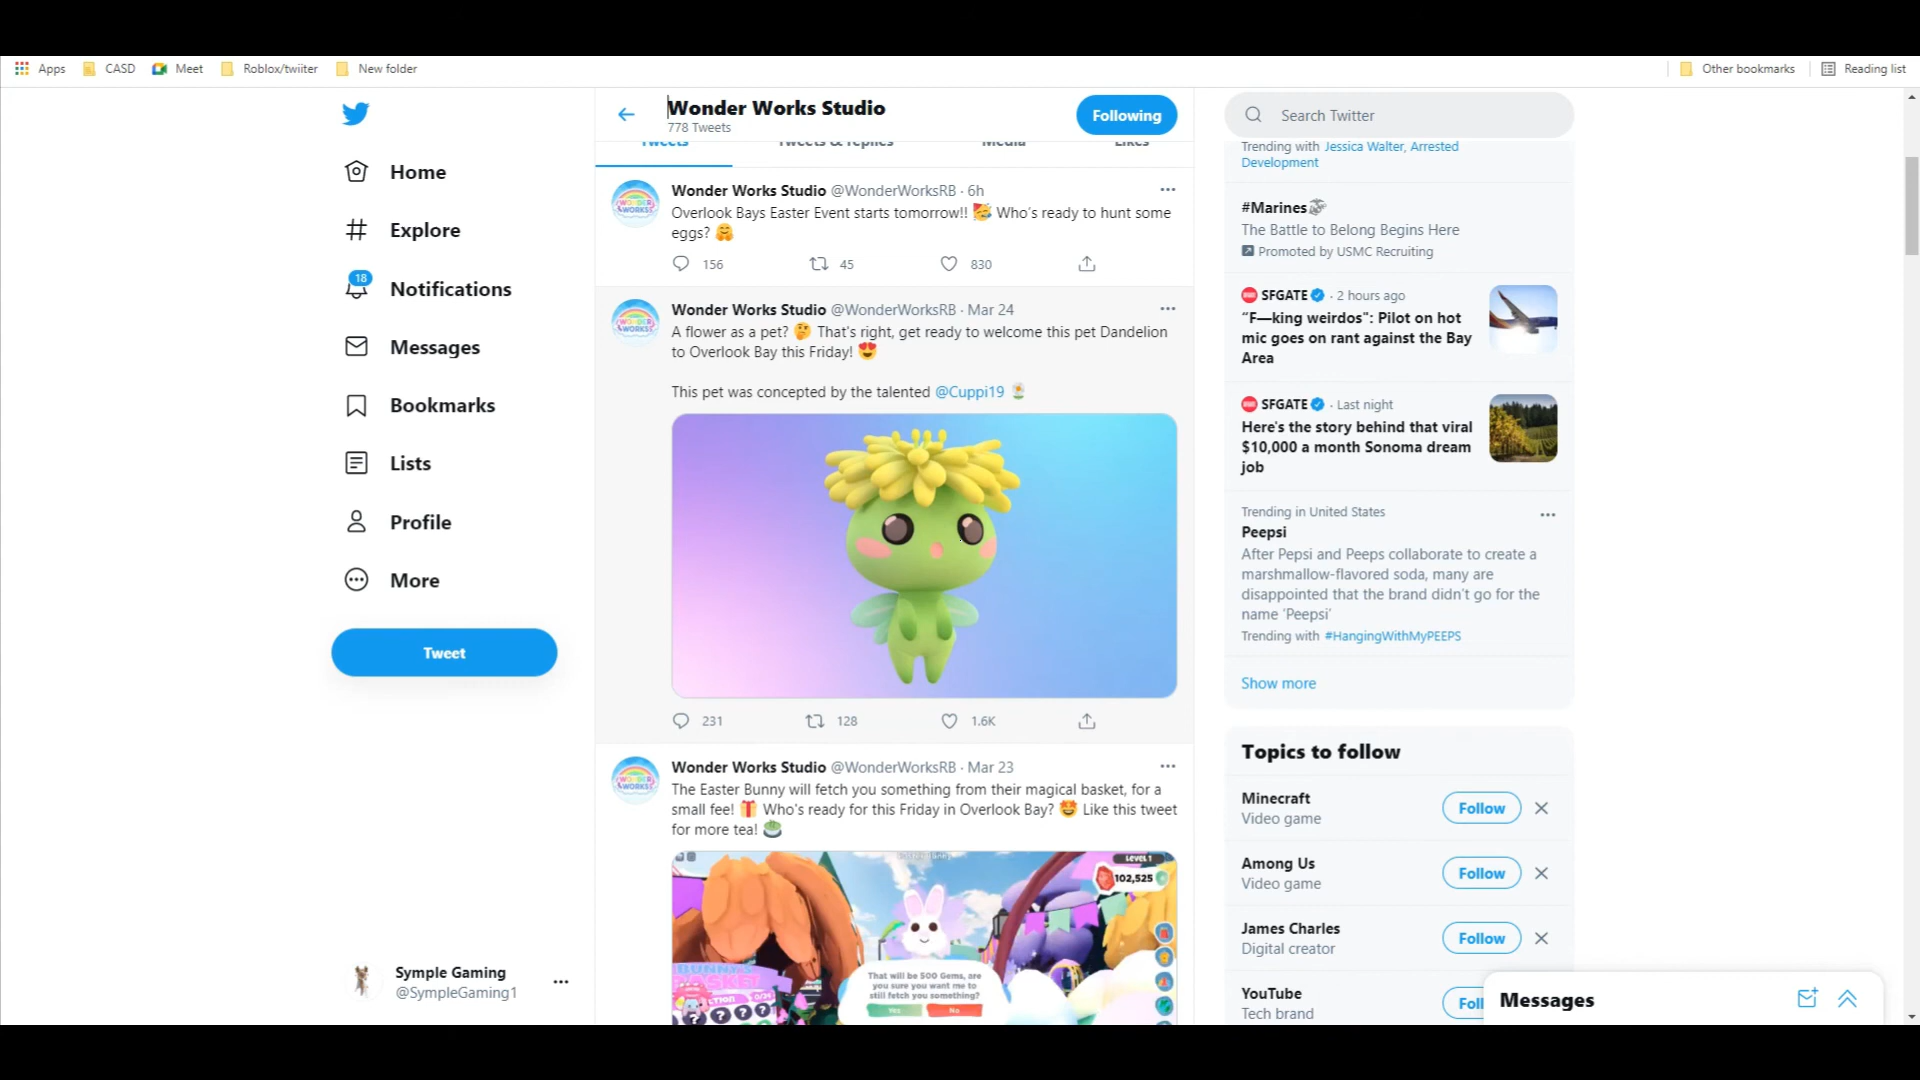 Apps CASD Meet Roblox/twiiter New folder Other bookmarks Reading list
Home
Explore
18
Notifications
Messages
Bookmarks
Lists
Profile
More
Tweet
Symple Gaming
@SympleGaming1
Wonder Works Studio
778 Tweets
Following
Tweets Tweets & replies Media Likes
Wonder Works Studio @WonderWorksRB · 6h
Overlook Bays Easter Event starts tomorrow!! 🥳 Who's ready to hunt some
eggs? 🤗
156 45 830
Wonder Works Studio @WonderWorksRB · Mar 24
A flower as a pet? 🤔 That's right, get ready to welcome this pet Dandelion
to Overlook Bay this Friday! 😍
This pet was concepted by the talented @Cuppi19 🌼
231 128 1.6K
Wonder Works Studio @WonderWorksRB · Mar 23
The Easter Bunny will fetch you something from their magical basket, for a
small fee! 🎁 Who's ready for this Friday in Overlook Bay? 🤩 Like this tweet
for more tea! 🍵
Level 1
102,525
BUNNY'S
BASKET
That will be 500 Gems, are
you sure you want me to
still fetch you something?
Yes No
Search Twitter
Trending with Jessica Walter, Arrested
Development
#Marines
The Battle to Belong Begins Here
Promoted by USMC Recruiting
SFGATE · 2 hours ago
"F—king weirdos": Pilot on hot
mic goes on rant against the Bay
Area
SFGATE · Last night
Here's the story behind that viral
$10,000 a month Sonoma dream
job
Trending in United States
Peepsi
After Pepsi and Peeps collaborate to create a
marshmallow-flavored soda, many are
disappointed that the brand didn't go for the
name 'Peepsi'
Trending with #HangingWithMyPEEPS
Show more
Topics to follow
Minecraft
Video game
Follow
Among Us
Video game
Follow
James Charles
Digital creator
Follow
YouTube
Tech brand
Foll
Messages